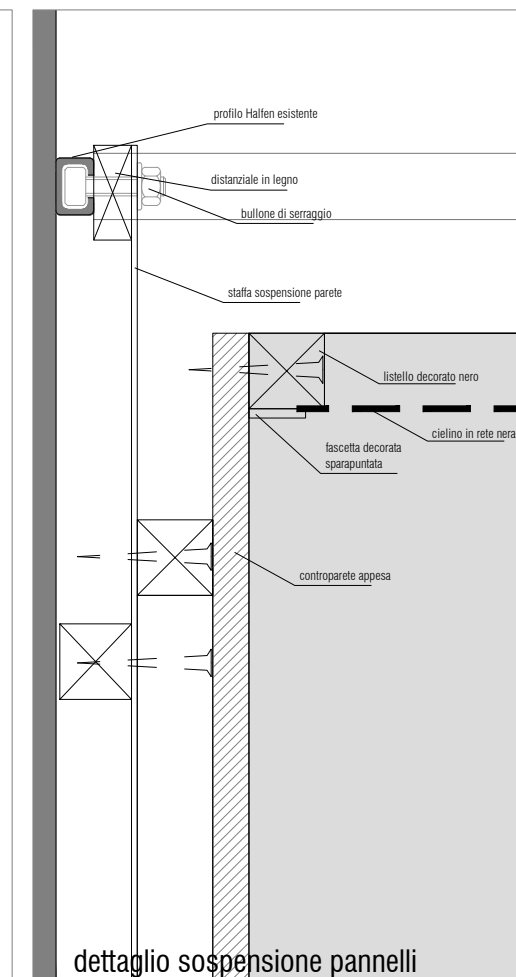 profilo Halfen esistente
distanziale in legno
bullone di serraggio
staffa sospensione parete
listello decorato nero
cielino in rete nera
fascetta decorata
sparapuntata
controparete appesa
dettaglio sospensione pannelli